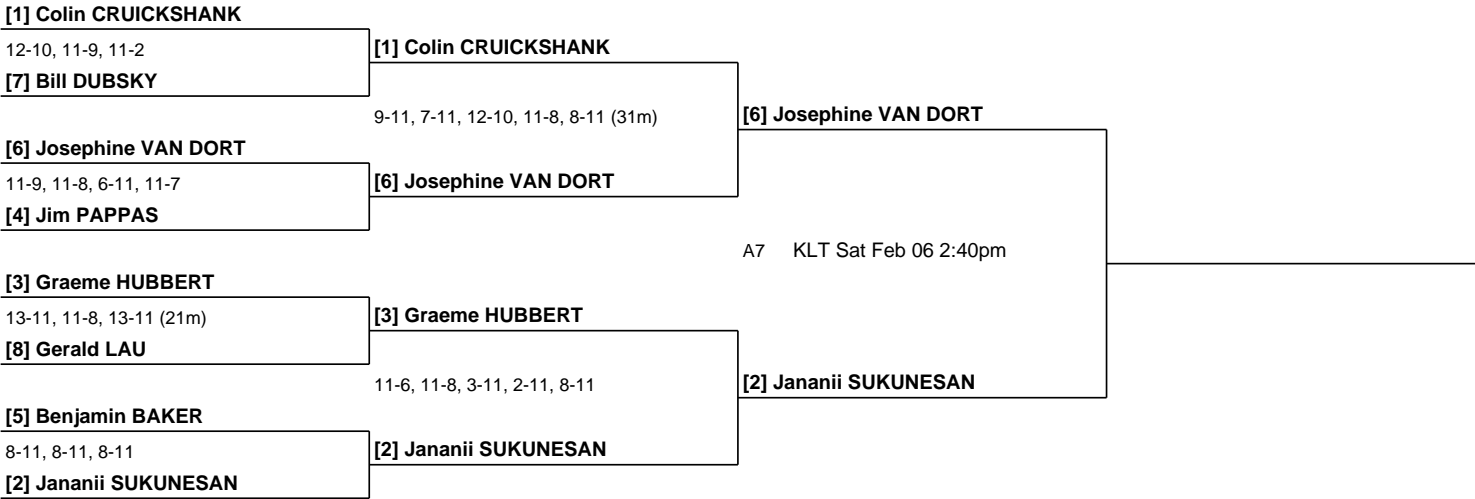 [1] Colin CRUICKSHANK
12-10, 11-9, 11-2
[7] Bill DUBSKY
[6] Josephine VAN DORT
11-9, 11-8, 6-11, 11-7
[4] Jim PAPPAS
[3] Graeme HUBBERT
13-11, 11-8, 13-11 (21m)
[8] Gerald LAU
[5] Benjamin BAKER
8-11, 8-11, 8-11
[2] Jananii SUKUNESAN
[1] Colin CRUICKSHANK
9-11, 7-11, 12-10, 11-8, 8-11 (31m)
[6] Josephine VAN DORT
[3] Graeme HUBBERT
11-6, 11-8, 3-11, 2-11, 8-11
[2] Jananii SUKUNESAN
[6] Josephine VAN DORT
A7 KLT Sat Feb 06 2:40pm
[2] Jananii SUKUNESAN